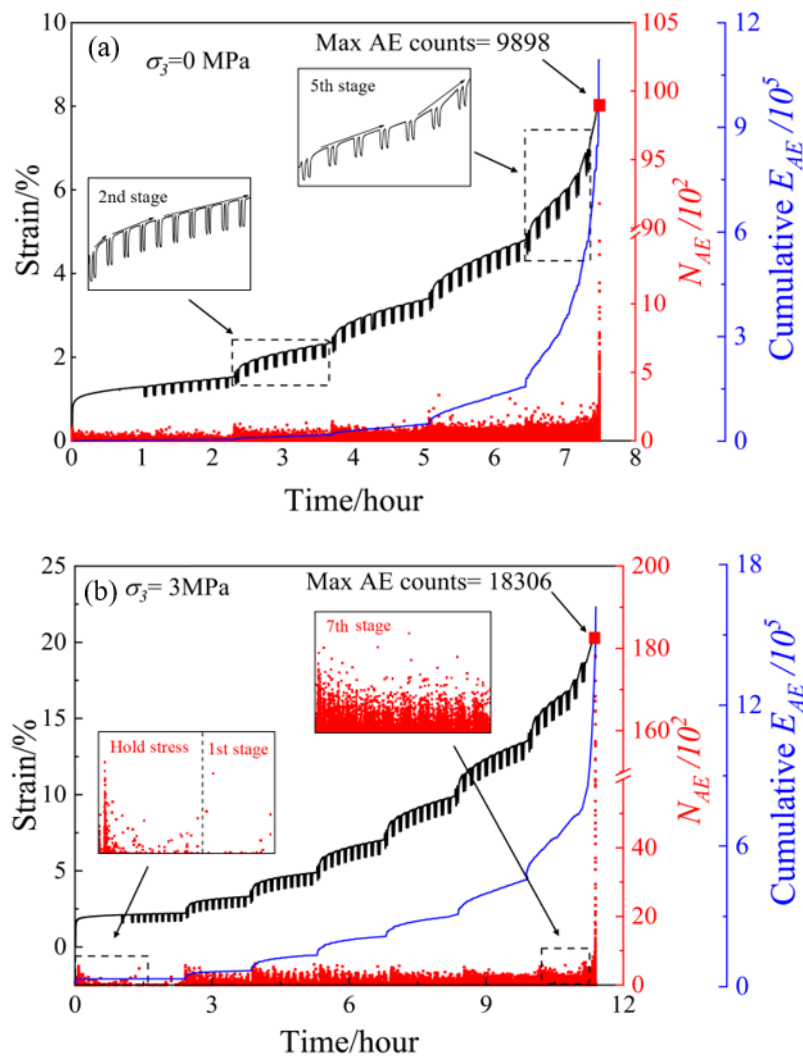 (a)
σ3=0 MPa
Max AE counts= 9898
5th stage
2nd stage
Strain/%
10
8
6
4
2
0
0 1 2 3 4 5 6 7 8
Time/hour
105
100
95
90
10
5
0
NAE /10²
12
9
6
3
0
Cumulative EAE /10⁵
(b)
σ3= 3MPa
Max AE counts= 18306
7th stage
Hold stress
1st stage
Strain/%
25
20
15
10
5
0
0 3 6 9 12
Time/hour
200
180
160
40
20
0
NAE /10²
18
15
12
9
6
3
0
Cumulative EAE /10⁵